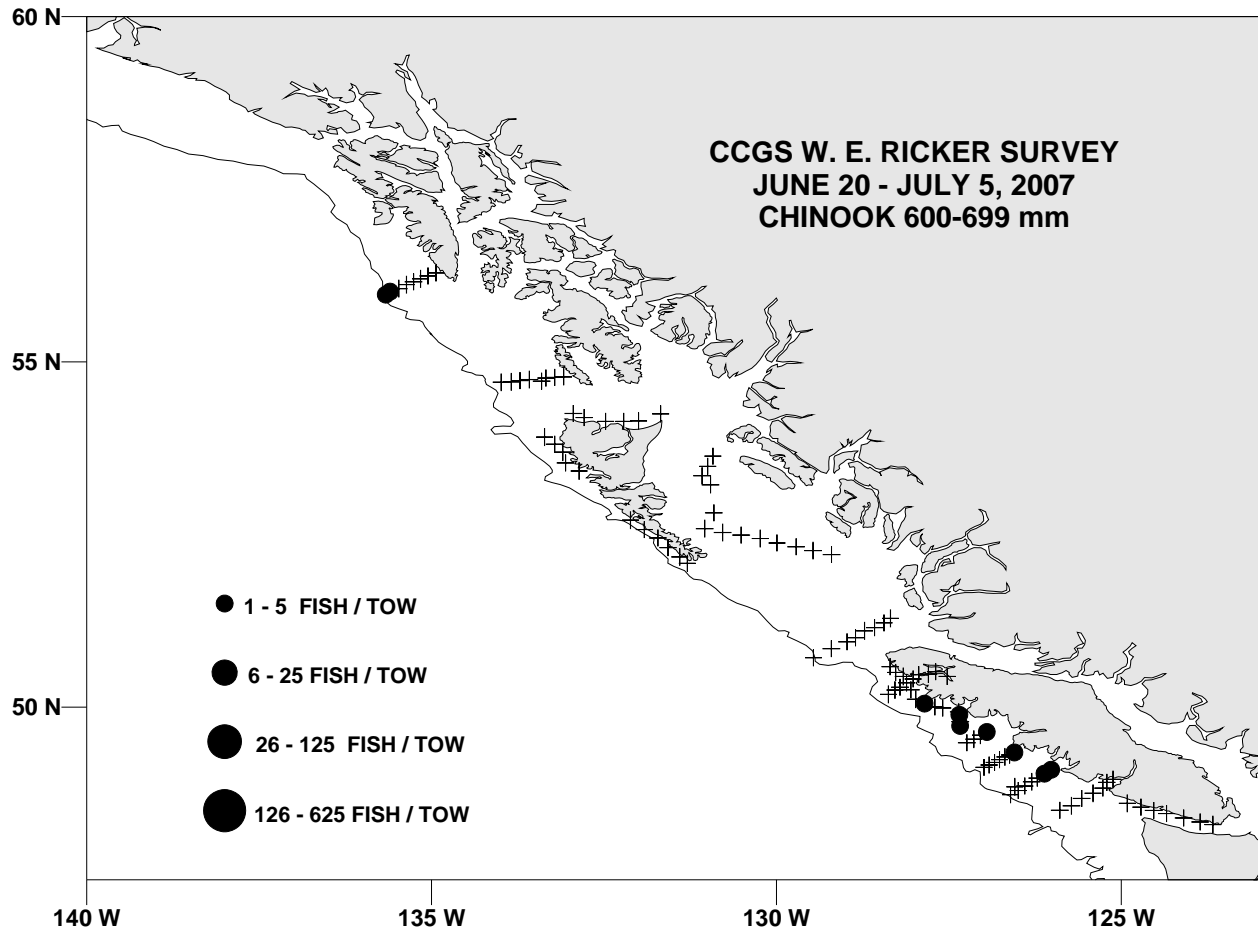 60 N
CCGS W. E. RICKER SURVEY
JUNE 20 - JULY 5, 2007
CHINOOK 600-699 mm
55 N
1 - 5 FISH / TOW
6 - 25 FISH / TOW
50 N
26 - 125 FISH / TOW
126 - 625 FISH / TOW
140 W
135 W
130 W
125 W